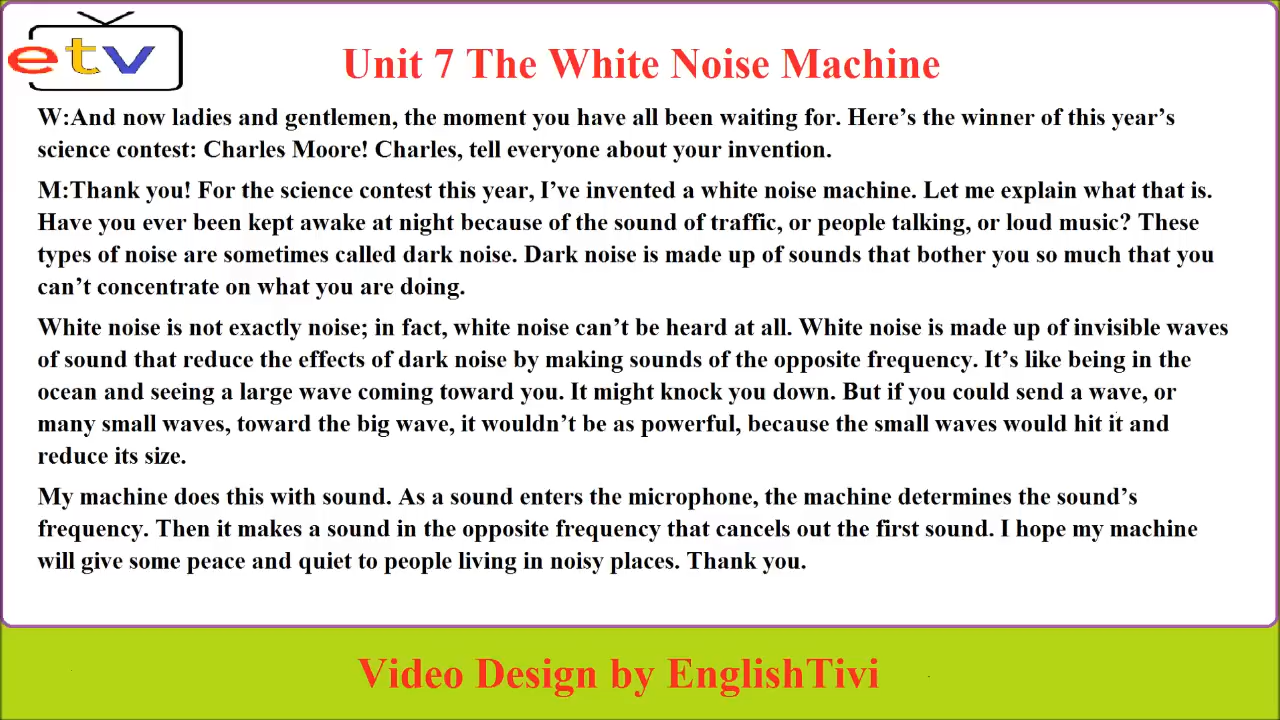 etv
Unit 7 The White Noise Machine
W:And now ladies and gentlemen, the moment you have all been waiting for. Here’s the winner of this year’s
science contest: Charles Moore! Charles, tell everyone about your invention.
M:Thank you! For the science contest this year, I’ve invented a white noise machine. Let me explain what that is.
Have you ever been kept awake at night because of the sound of traffic, or people talking, or loud music? These
types of noise are sometimes called dark noise. Dark noise is made up of sounds that bother you so much that you
can’t concentrate on what you are doing.
White noise is not exactly noise; in fact, white noise can’t be heard at all. White noise is made up of invisible waves
of sound that reduce the effects of dark noise by making sounds of the opposite frequency. It’s like being in the
ocean and seeing a large wave coming toward you. It might knock you down. But if you could send a wave, or
many small waves, toward the big wave, it wouldn’t be as powerful, because the small waves would hit it and
reduce its size.
My machine does this with sound. As a sound enters the microphone, the machine determines the sound’s
frequency. Then it makes a sound in the opposite frequency that cancels out the first sound. I hope my machine
will give some peace and quiet to people living in noisy places. Thank you.
Video Design by EnglishTivi